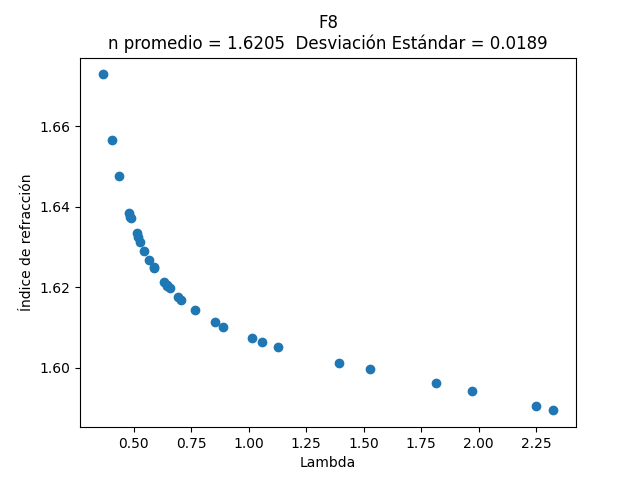 F8
n promedio = 1.6205  Desviación Estándar = 0.0189
1.66
1.64
1.62
1.60
Índice de refracción
0.50 0.75 1.00 1.25 1.50 1.75 2.00 2.25
Lambda